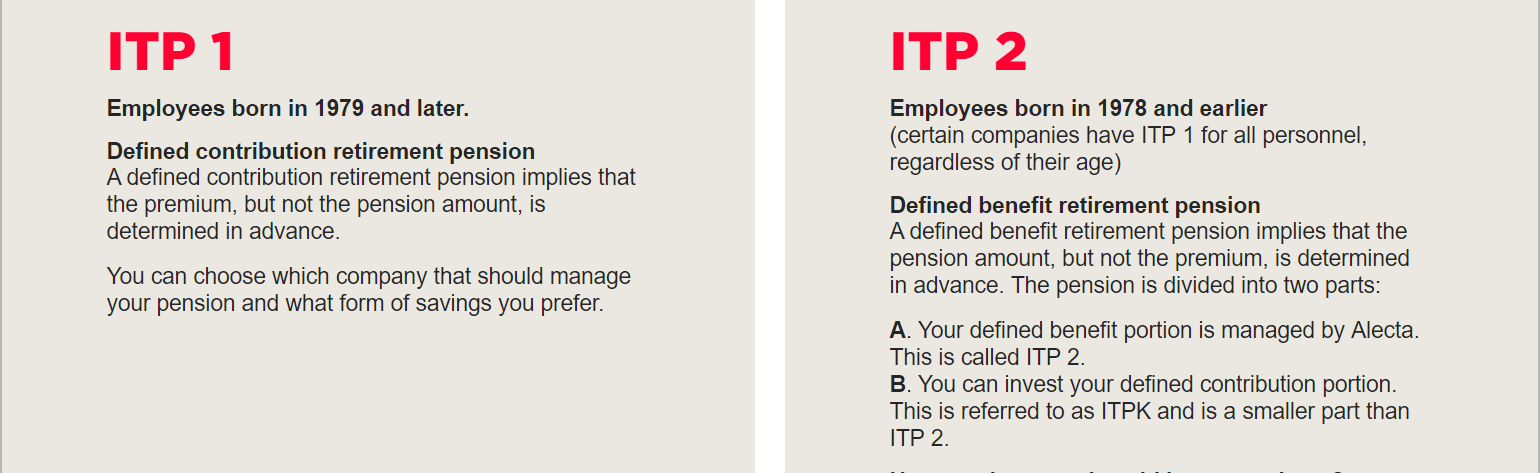 ITP 1
Employees born in 1979 and later.
Defined contribution retirement pension
A defined contribution retirement pension implies that
the premium, but not the pension amount, is
determined in advance.
You can choose which company that should manage
your pension and what form of savings you prefer.
ITP 2
Employees born in 1978 and earlier
(certain companies have ITP 1 for all personnel,
regardless of their age)
Defined benefit retirement pension
A defined benefit retirement pension implies that the
pension amount, but not the premium, is determined
in advance. The pension is divided into two parts:
A. Your defined benefit portion is managed by Alecta.
This is called ITP 2.
B. You can invest your defined contribution portion.
This is referred to as ITPK and is a smaller part than
ITP 2.